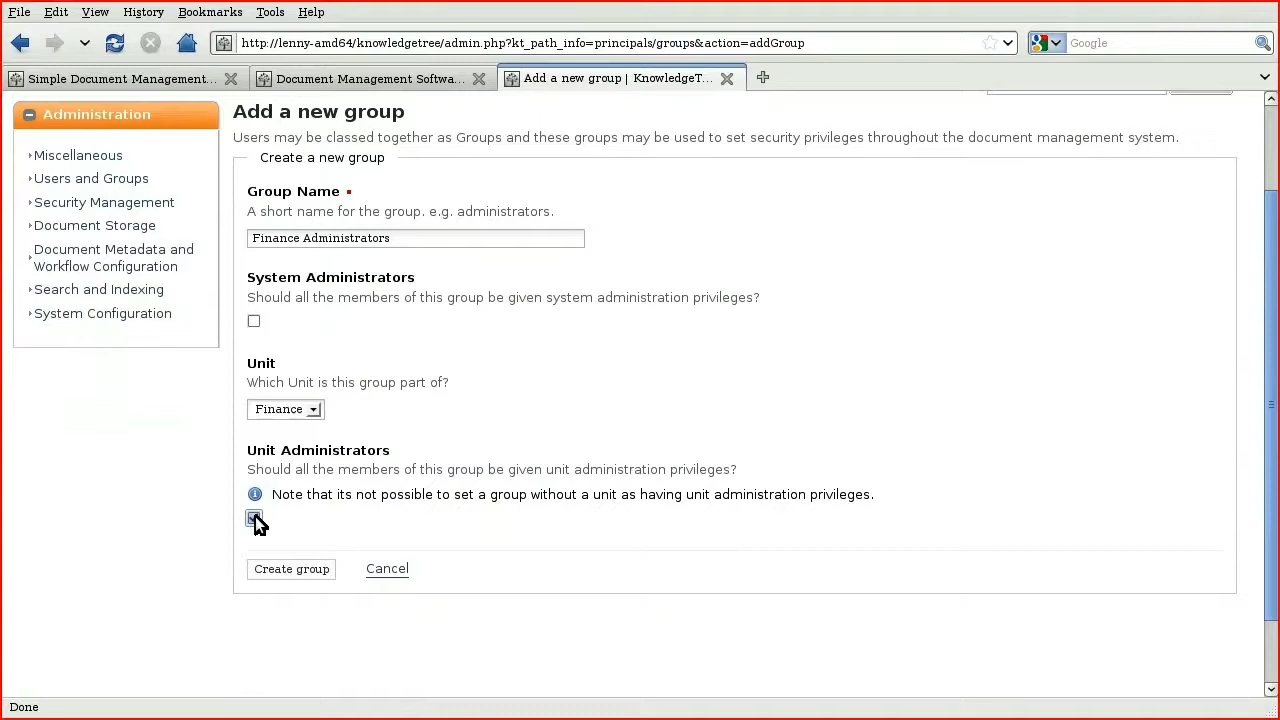 File Edit View History Bookmarks Tools Help
http://lenny-amd64/knowledgetree/admin.php?kt_path_info=principals/groups&action=addGroup
Google
Simple Document Management...
Document Management Softwa...
Add a new group | KnowledgeT...
Administration
Miscellaneous
Users and Groups
Security Management
Document Storage
Document Metadata and
Workflow Configuration
Search and Indexing
System Configuration
Add a new group
Users may be classed together as Groups and these groups may be used to set security privileges throughout the document management system.
Create a new group
Group Name
A short name for the group. e.g. administrators.
Finance Administrators
System Administrators
Should all the members of this group be given system administration privileges?
Unit
Which Unit is this group part of?
Finance
Unit Administrators
Should all the members of this group be given unit administration privileges?
Note that its not possible to set a group without a unit as having unit administration privileges.
Create group Cancel
Done